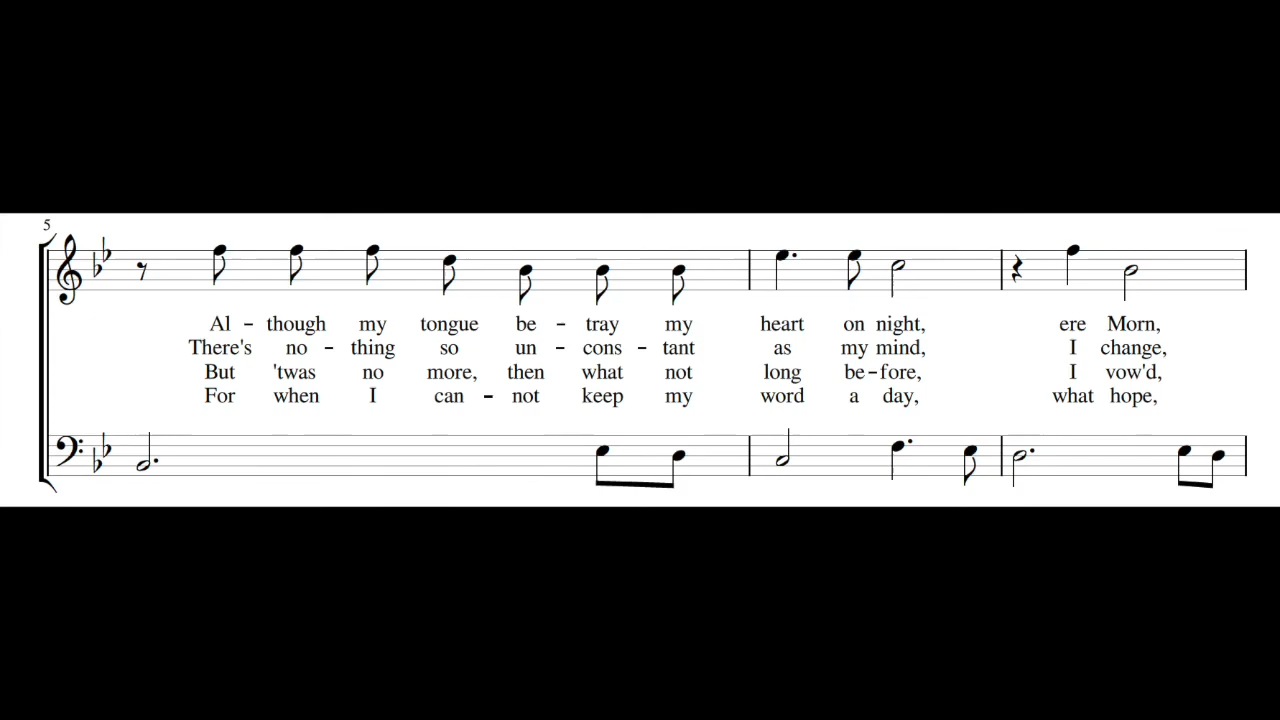 5
Al - though my tongue be - tray my heart on night, ere Morn,
There's no - thing so un - cons - tant as my mind, I change,
But 'twas no more, then what not long be - fore, I vow'd,
For when I can - not keep my word a day, what hope,